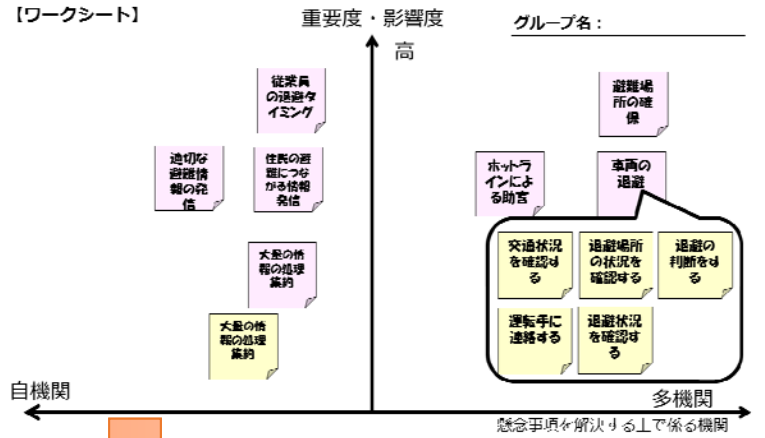 【ワークシート】
重要度・影響度
グループ名：
高
従業員
の退避タ
イミング
避難場
所の確
保
適切な
避難情
報の発
信
住民の避
難につな
がる情報
発信
ホットラ
インによ
る助言
車両の
退避
大量の情
報の処理
集約
交通状況
を確認す
る
退避場所
の状況を
確認する
退避の
判断をす
る
大量の情
報の処理
集約
運転手に
連絡する
退避状況
を確認す
る
自機関
多機関
懸念事項を解決する上で係る機関